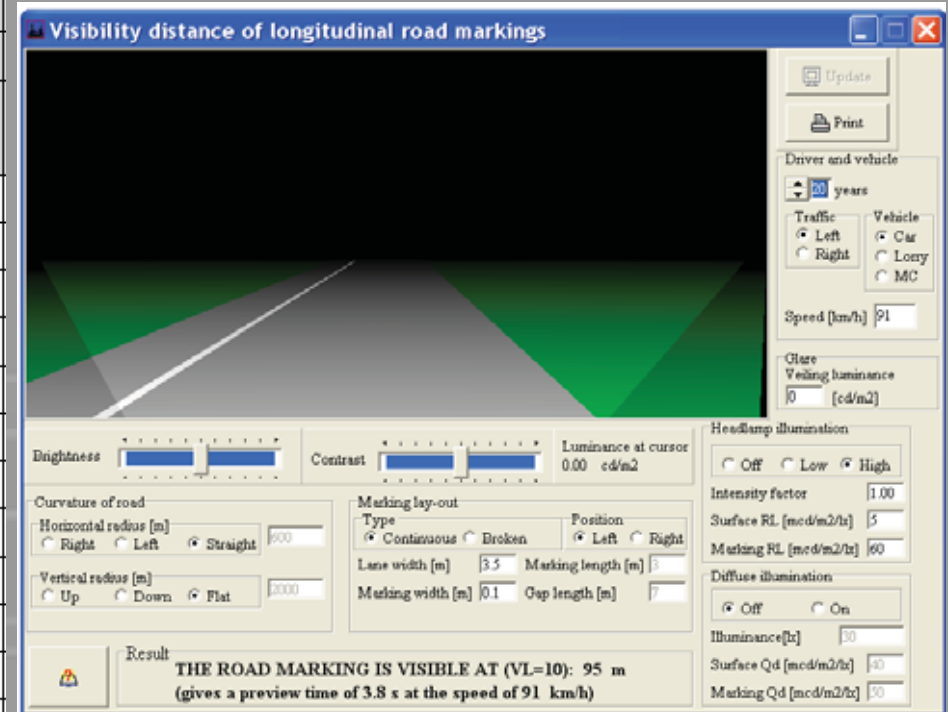 Visibility distance of longitudinal road markings
Update
Print
Driver and vehicle
20 years
Traffic
Left
Right
Vehicle
Car
Lorry
MC
Speed [km/h] 91
Glare
Veiling luminance
0 [cd/m2]
Brightness
Contrast
Luminance at cursor
0.00 cd/m2
Headlamp illumination
Off Low High
Intensity factor 1.00
Surface RL [mcd/m2/lx] 5
Marking RL [mcd/m2/lx] 60
Curvature of road
Horizontal radius [m]
Right Left Straight 600
Vertical radius [m]
Up Down Flat 2000
Marking lay-out
Type
Continuous Broken
Position
Left Right
Lane width [m] 3.5 Marking length [m] 3
Marking width [m] 0.1 Gap length [m] 7
Diffuse illumination
Off On
Illuminance[lx] 30
Surface Qd [mcd/m2/lx] 40
Marking Qd [mcd/m2/lx] 50
Result
THE ROAD MARKING IS VISIBLE AT (VL=10): 95 m
(gives a preview time of 3.8 s at the speed of 91 km/h)